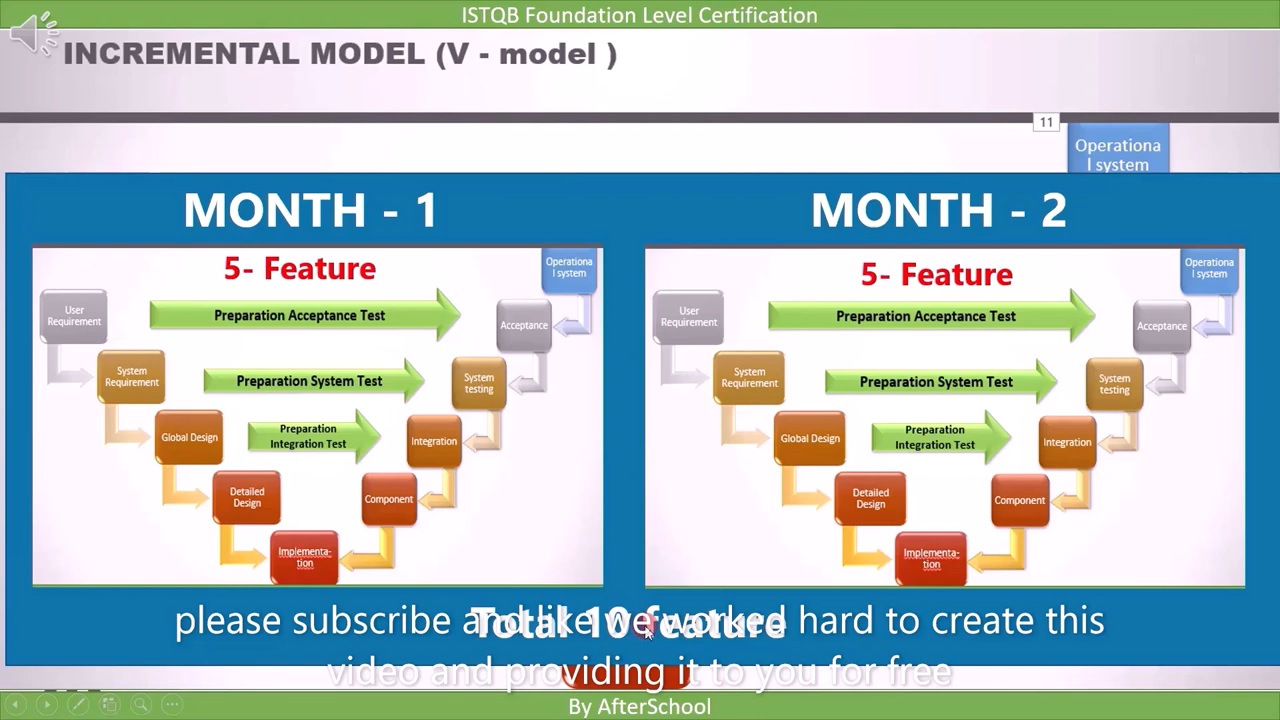 ISTQB Foundation Level Certification
INCREMENTAL MODEL (V - model )
11
Operationa
l system
MONTH - 1
5- Feature
Operationa
l system
User
Requirement
Preparation Acceptance Test
Acceptance
System
Requirement
Preparation System Test
System
testing
Global Design
Preparation
Integration Test
Integration
Detailed
Design
Component
Implementa-
tion
MONTH - 2
5- Feature
Operationa
l system
User
Requirement
Preparation Acceptance Test
Acceptance
System
Requirement
Preparation System Test
System
testing
Global Design
Preparation
Integration Test
Integration
Detailed
Design
Component
Implementa-
tion
Total 10 feature
please subscribe and like we worked hard to create this
video and providing it to you for free
By AfterSchool